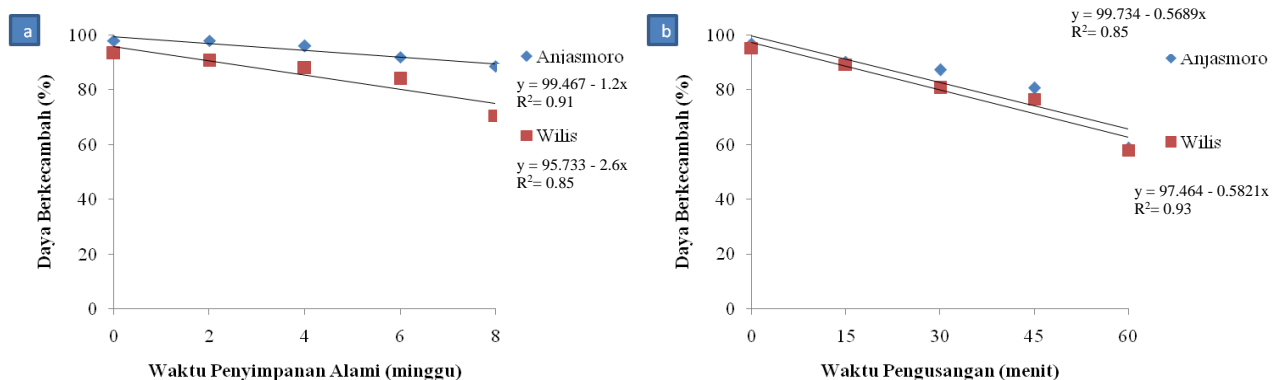 a
Daya Berkecambah (%)
100
80
60
40
20
0
0 2 4 6 8
Waktu Penyimpanan Alami (minggu)
Anjasmoro
y = 99.467 - 1.2x
R²= 0.91
Wilis
y = 95.733 - 2.6x
R²= 0.85
b
Daya Berkecambah (%)
100
80
60
40
20
0
0 15 30 45 60
Waktu Pengusangan (menit)
y = 99.734 - 0.5689x
R²= 0.85
Anjasmoro
Wilis
y = 97.464 - 0.5821x
R²= 0.93